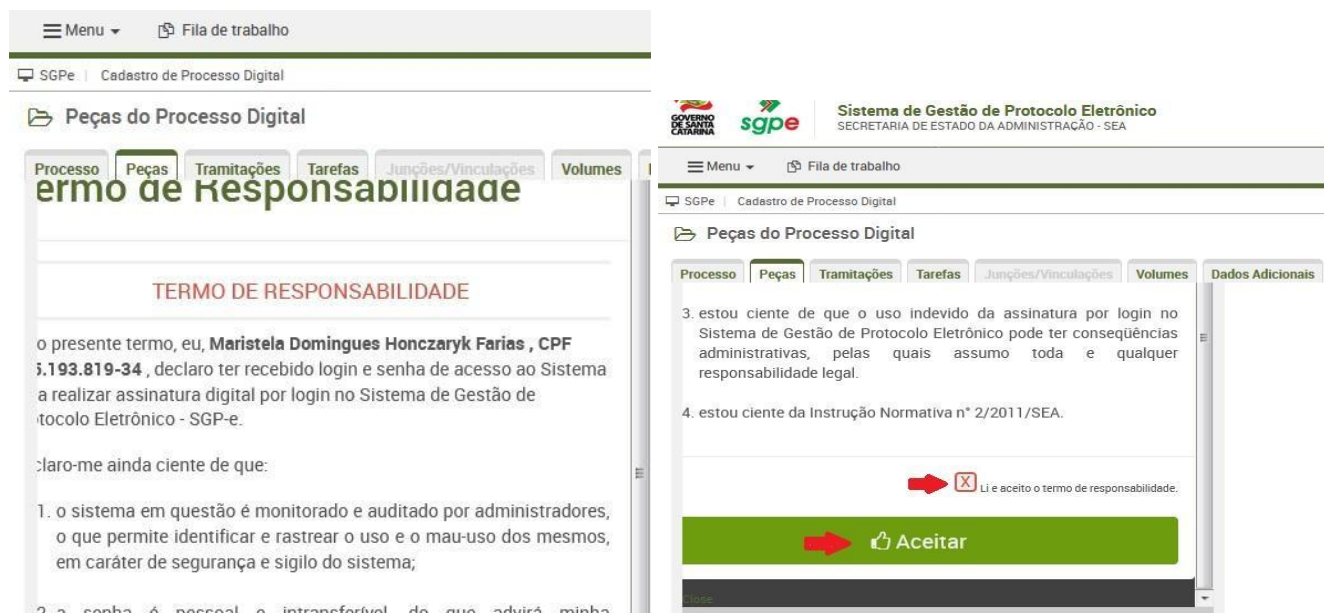 Menu
Fila de trabalho
SGPe | Cadastro de Processo Digital
Peças do Processo Digital
Processo Peças Tramitações Tarefas Junções/Vinculações Volumes
ermo de Responsabilidade
TERMO DE RESPONSABILIDADE
o presente termo, eu, Maristela Domingues Honczaryk Farias , CPF
.193.819-34 , declaro ter recebido login e senha de acesso ao Sistema
a realizar assinatura digital por login no Sistema de Gestão de
tocolo Eletrônico - SGP-e.
claro-me ainda ciente de que:
1. o sistema em questão é monitorado e auditado por administradores,
o que permite identificar e rastrear o uso e o mau-uso dos mesmos,
em caráter de segurança e sigilo do sistema;
2. a senha é pessoal e intransferível, do que advirá minha
GOVERNO
DE SANTA
CATARINA
sgpe
Sistema de Gestão de Protocolo Eletrônico
SECRETARIA DE ESTADO DA ADMINISTRAÇÃO - SEA
Menu
Fila de trabalho
SGPe | Cadastro de Processo Digital
Peças do Processo Digital
Processo Peças Tramitações Tarefas Junções/Vinculações Volumes Dados Adicionais
3. estou ciente de que o uso indevido da assinatura por login no
Sistema de Gestão de Protocolo Eletrônico pode ter conseqüências
administrativas, pelas quais assumo toda e qualquer
responsabilidade legal.
4. estou ciente da Instrução Normativa n° 2/2011/SEA.
X Li e aceito o termo de responsabilidade.
Aceitar
Close